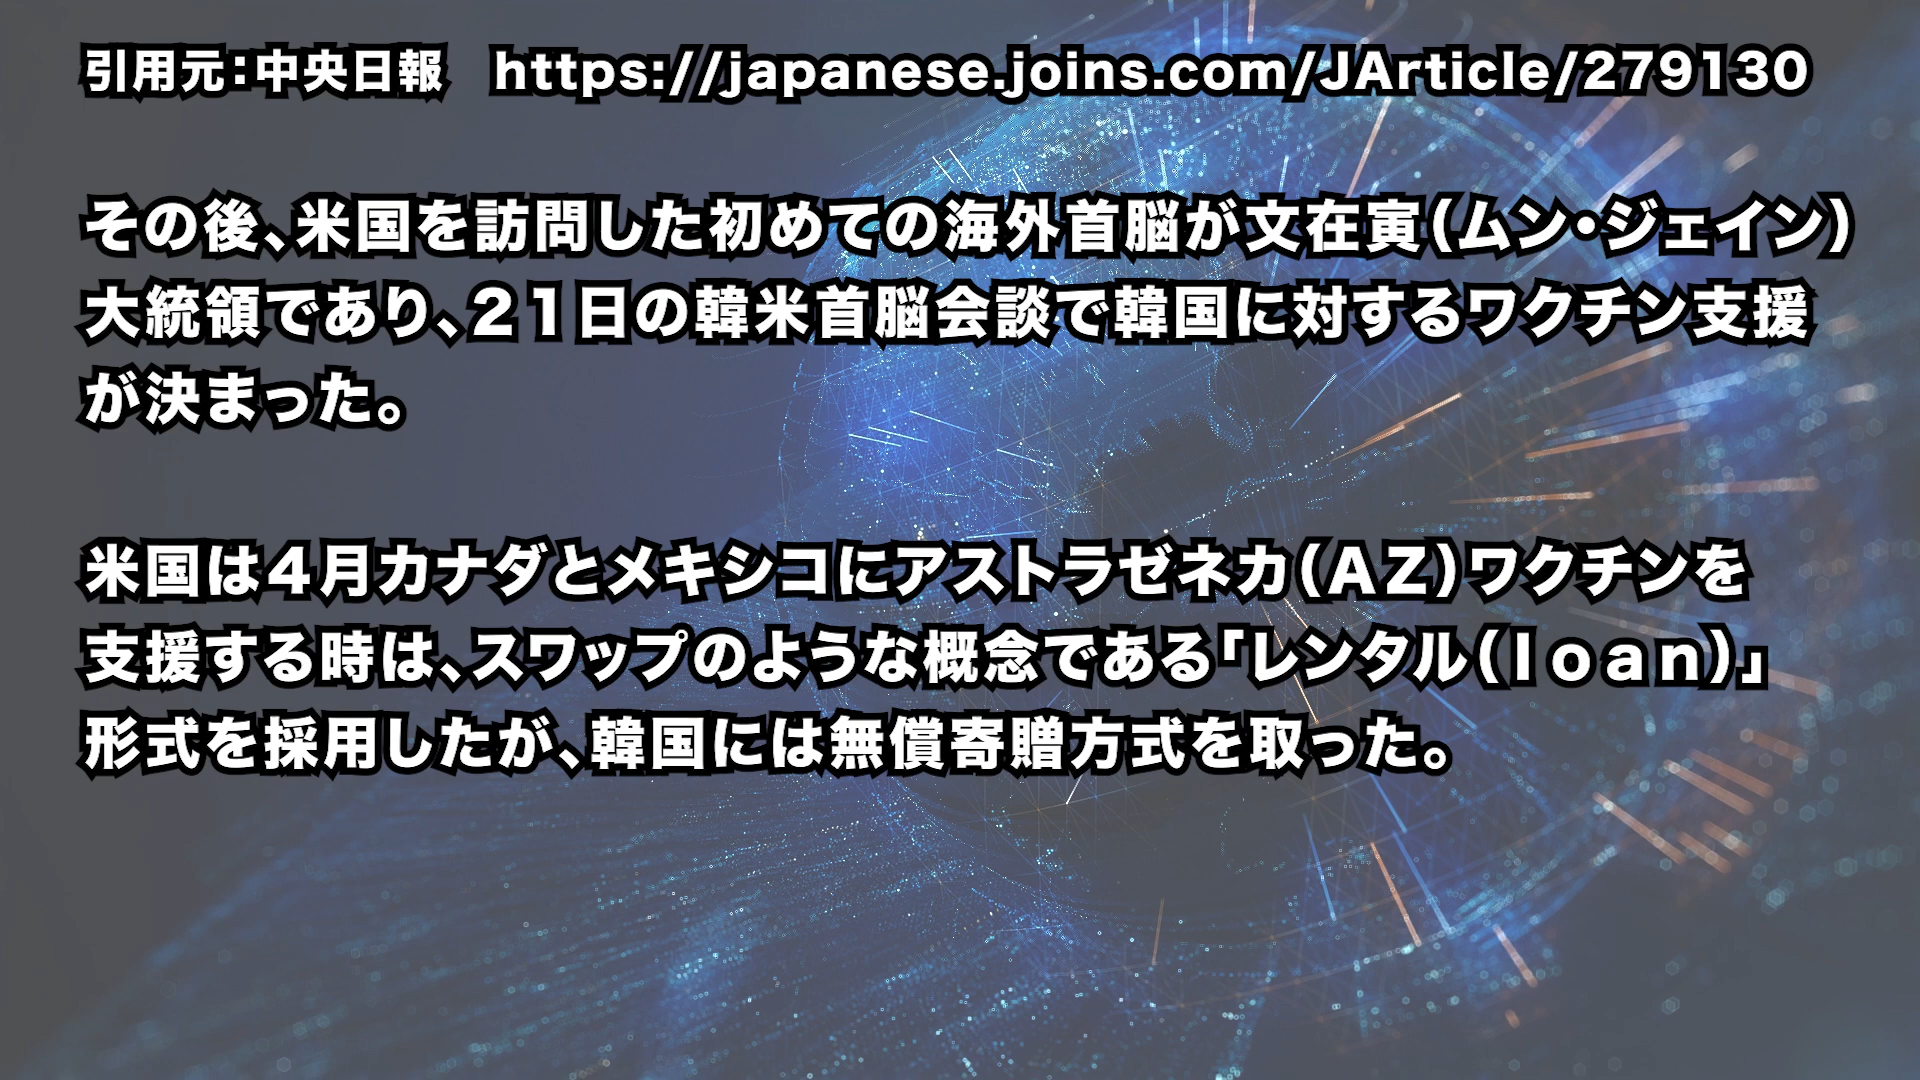 引用元：中央日報　https://japanese.joins.com/JArticle/279130
その後、米国を訪問した初めての海外首脳が文在寅（ムン・ジェイン）
大統領であり、２１日の韓米首脳会談で韓国に対するワクチン支援
が決まった。
米国は４月カナダとメキシコにアストラゼネカ（ＡＺ）ワクチンを
支援する時は、スワップのような概念である「レンタル（ｌｏａｎ）」
形式を採用したが、韓国には無償寄贈方式を取った。